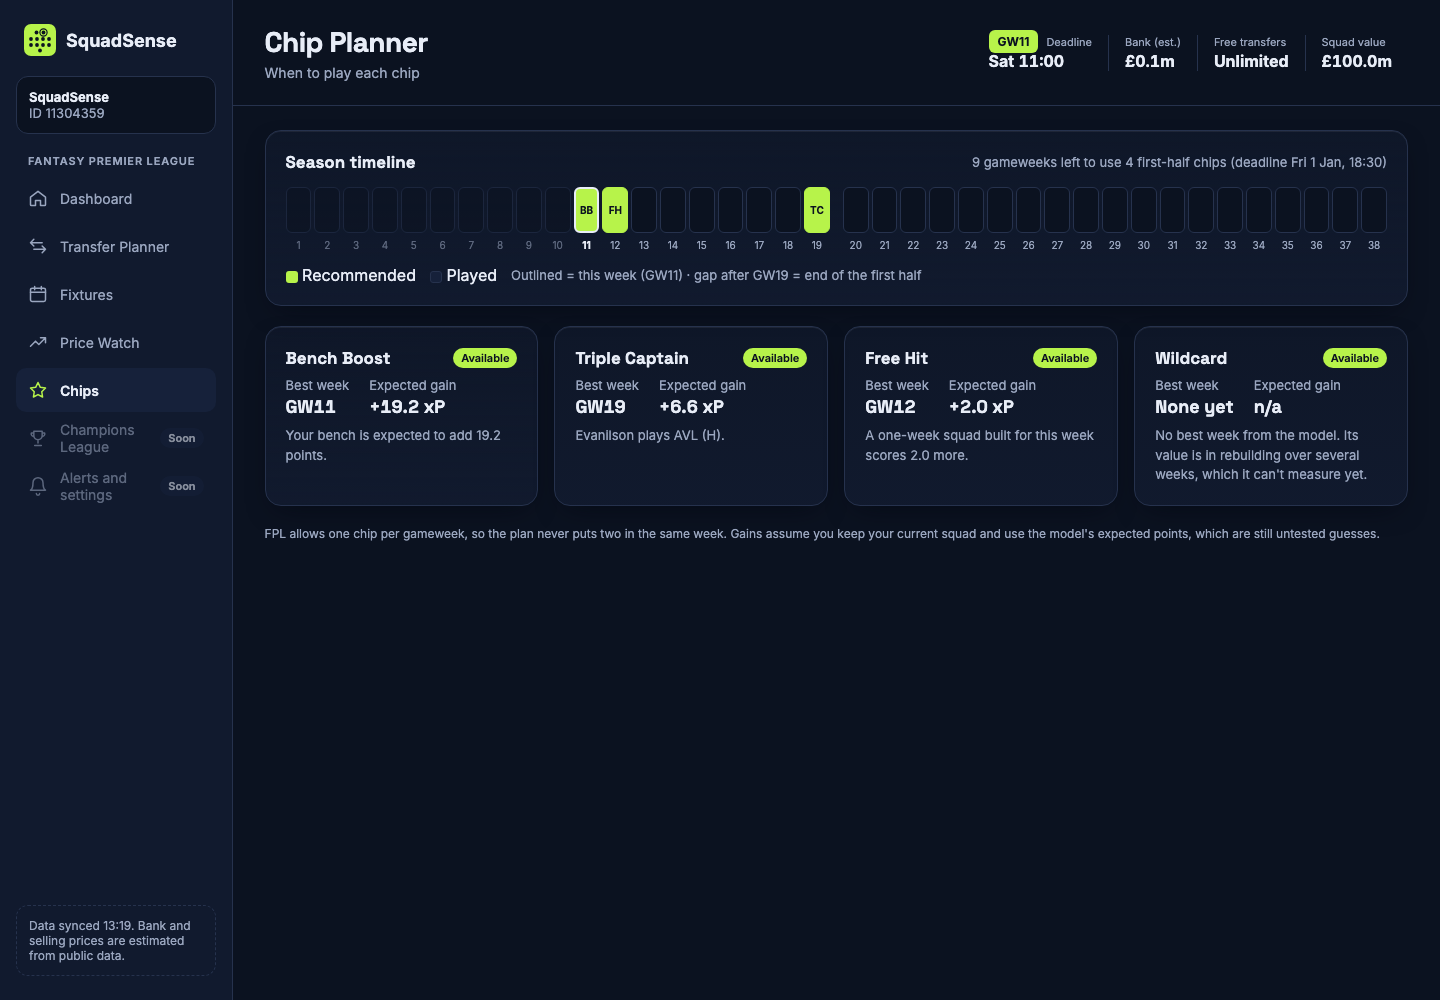 SquadSense
SquadSense
ID 11304359
FANTASY PREMIER LEAGUE
Dashboard
Transfer Planner
Fixtures
Price Watch
Chips
Champions
League
Soon
Alerts and
settings
Soon
Data synced 13:19. Bank and
selling prices are estimated
from public data.
Chip Planner
When to play each chip
GW11 Deadline
Sat 11:00
Bank (est.)
£0.1m
Free transfers
Unlimited
Squad value
£100.0m
Season timeline
9 gameweeks left to use 4 first-half chips (deadline Fri 1 Jan, 18:30)
BB FH TC
1 2 3 4 5 6 7 8 9 10 11 12 13 14 15 16 17 18 19 20 21 22 23 24 25 26 27 28 29 30 31 32 33 34 35 36 37 38
Recommended Played Outlined = this week (GW11) · gap after GW19 = end of the first half
Bench Boost Available
Best week Expected gain
GW11 +19.2 xP
Your bench is expected to add 19.2
points.
Triple Captain Available
Best week Expected gain
GW19 +6.6 xP
Evanilson plays AVL (H).
Free Hit Available
Best week Expected gain
GW12 +2.0 xP
A one-week squad built for this week
scores 2.0 more.
Wildcard Available
Best week Expected gain
None yet n/a
No best week from the model. Its
value is in rebuilding over several
weeks, which it can't measure yet.
FPL allows one chip per gameweek, so the plan never puts two in the same week. Gains assume you keep your current squad and use the model's expected points, which are still untested guesses.